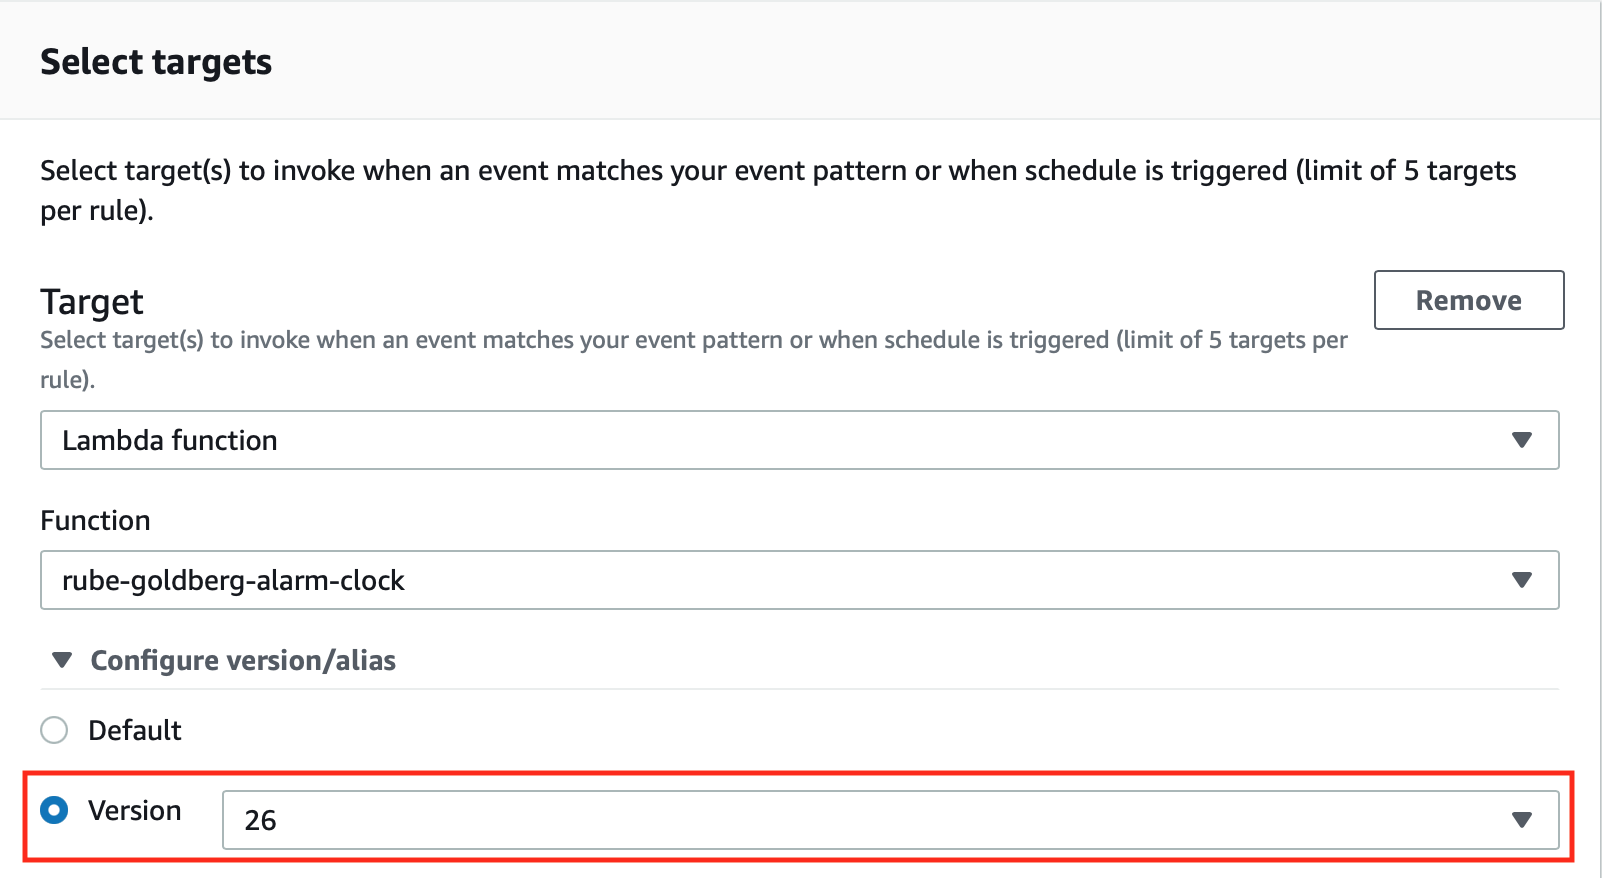 Select targets
Select target(s) to invoke when an event matches your event pattern or when schedule is triggered (limit of 5 targets
per rule).
Target
Remove
Select target(s) to invoke when an event matches your event pattern or when schedule is triggered (limit of 5 targets per
rule).
Lambda function
Function
rube-goldberg-alarm-clock
Configure version/alias
Default
Version
26